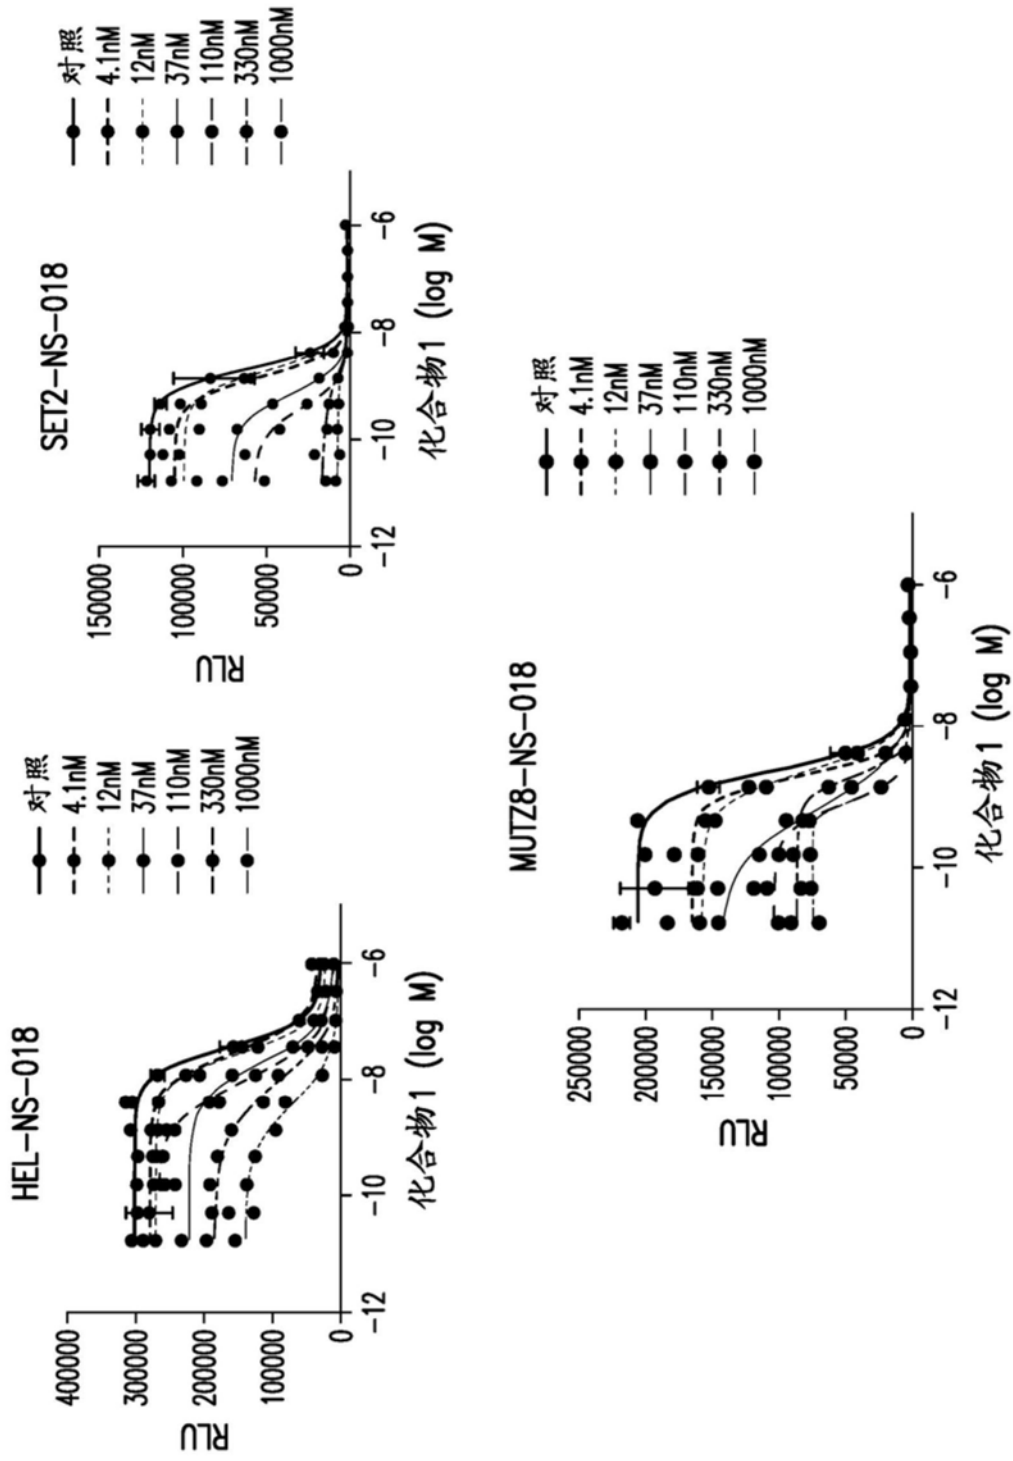 HEL-NS-018
400000
300000
200000
100000
0
RLU
-12
-10
-8
-6
化合物1 (log M)
对照
4.1nM
12nM
37nM
110nM
330nM
1000nM
SET2-NS-018
150000
100000
50000
0
RLU
-12
-10
-8
-6
化合物1 (log M)
对照
4.1nM
12nM
37nM
110nM
330nM
1000nM
MUTZ8-NS-018
250000
200000
150000
100000
50000
0
RLU
-12
-10
-8
-6
化合物1 (log M)
对照
4.1nM
12nM
37nM
110nM
330nM
1000nM